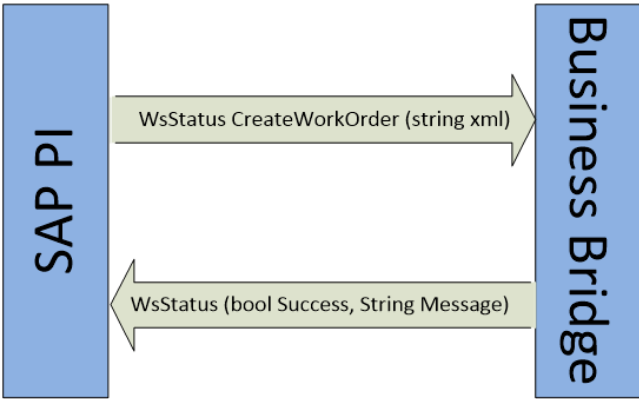 SAP PI
WsStatus CreateWorkOrder (string xml)
WsStatus (bool Success, String Message)
Business Bridge